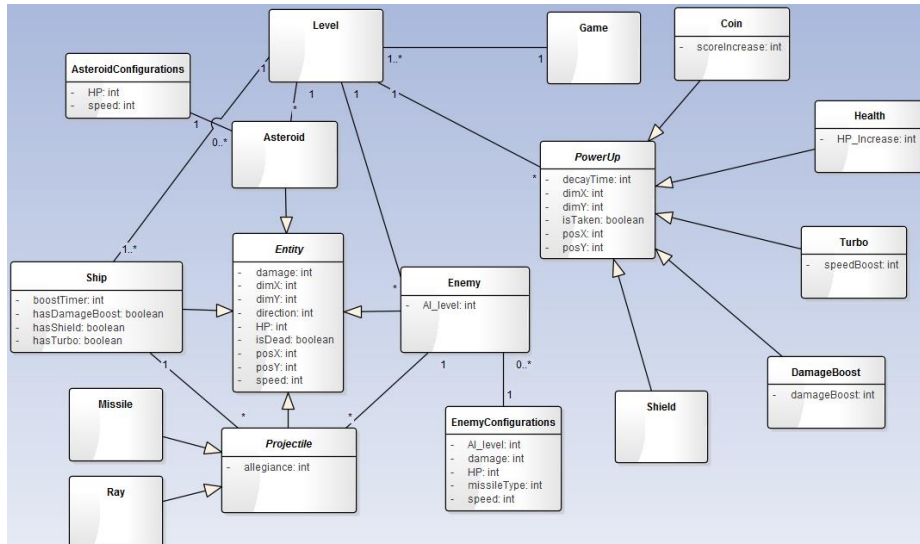 Level
Game
Coin
- scoreIncrease: int
AsteroidConfigurations
- HP: int
- speed: int
1
1
1
1
1..*
1
1
*
0..*
Asteroid
Health
- HP_Increase: int
PowerUp
- decayTime: int
- dimX: int
- dimY: int
- isTaken: boolean
- posX: int
- posY: int
*
Turbo
- speedBoost: int
1..*
Entity
- damage: int
- dimX: int
- dimY: int
- direction: int
- HP: int
- isDead: boolean
- posX: int
- posY: int
- speed: int
Ship
- boostTimer: int
- hasDamageBoost: boolean
- hasShield: boolean
- hasTurbo: boolean
*
Enemy
- AI_level: int
1
1
0..*
1
DamageBoost
- damageBoost: int
Shield
Missile
*
*
Projectile
- allegiance: int
EnemyConfigurations
- AI_level: int
- damage: int
- HP: int
- missileType: int
- speed: int
Ray